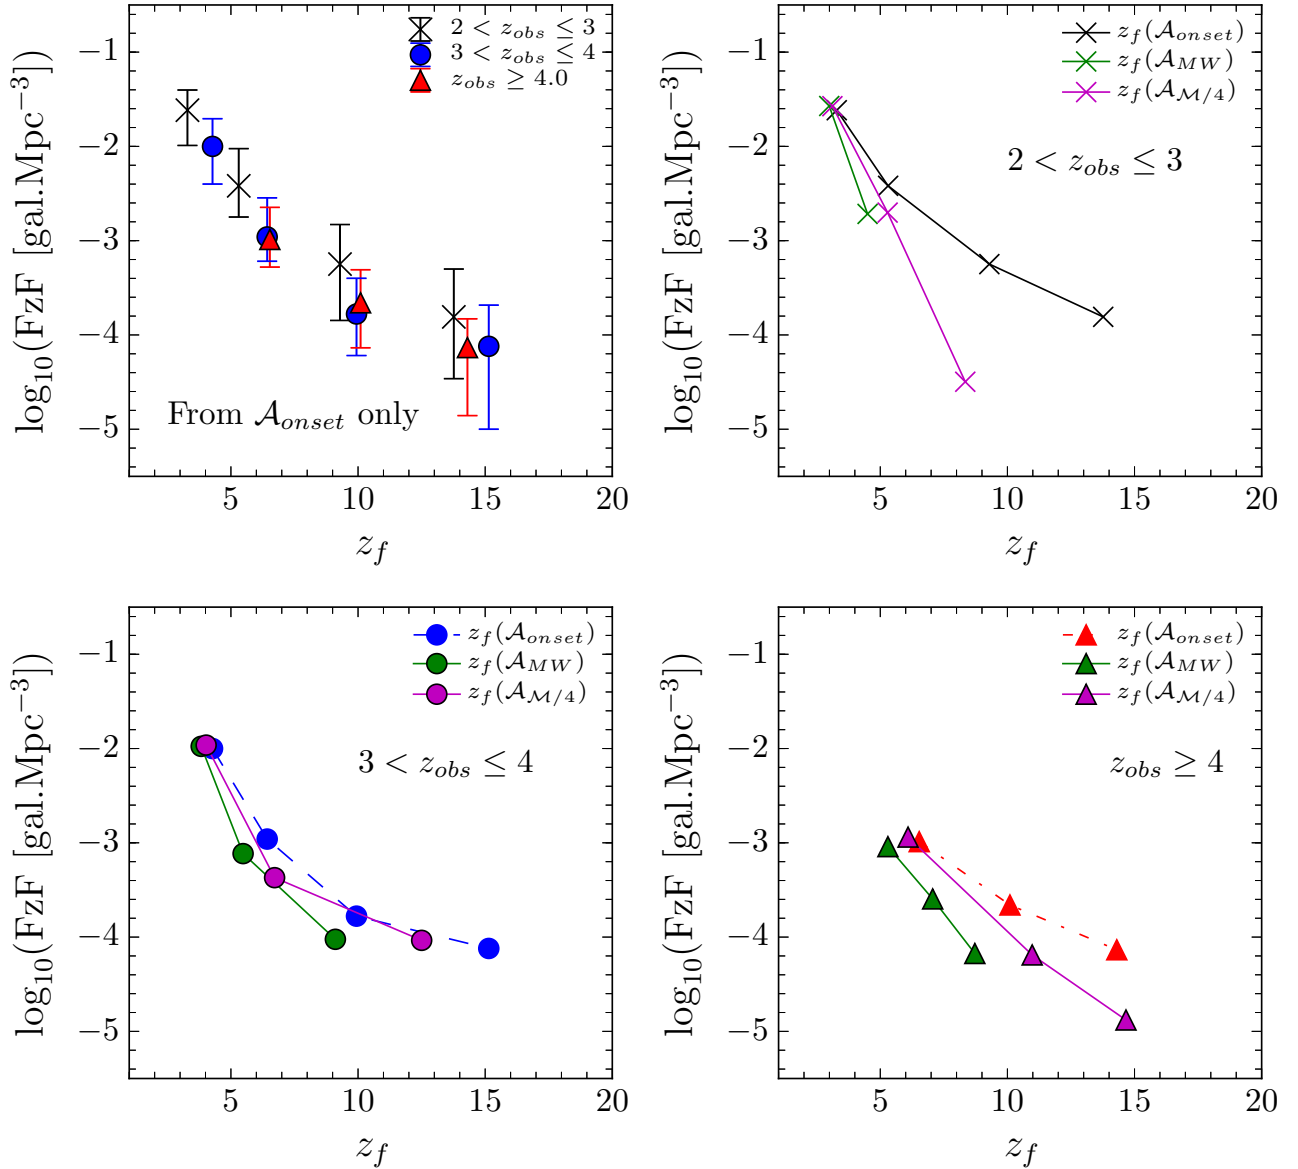 2 < z_obs ≤ 3
3 < z_obs ≤ 4
z_obs ≥ 4.0
From 𝒜_onset only
−1
−2
−3
−4
−5
5 10 15 20
z_f
log₁₀(FzF [gal.Mpc⁻³])
z_f(𝒜_onset)
z_f(𝒜_MW)
z_f(𝒜_ℳ/4)
2 < z_obs ≤ 3
−1
−2
−3
−4
−5
5 10 15 20
z_f
log₁₀(FzF [gal.Mpc⁻³])
z_f(𝒜_onset)
z_f(𝒜_MW)
z_f(𝒜_ℳ/4)
3 < z_obs ≤ 4
−1
−2
−3
−4
−5
5 10 15 20
z_f
log₁₀(FzF [gal.Mpc⁻³])
z_f(𝒜_onset)
z_f(𝒜_MW)
z_f(𝒜_ℳ/4)
z_obs ≥ 4
−1
−2
−3
−4
−5
5 10 15 20
z_f
log₁₀(FzF [gal.Mpc⁻³])